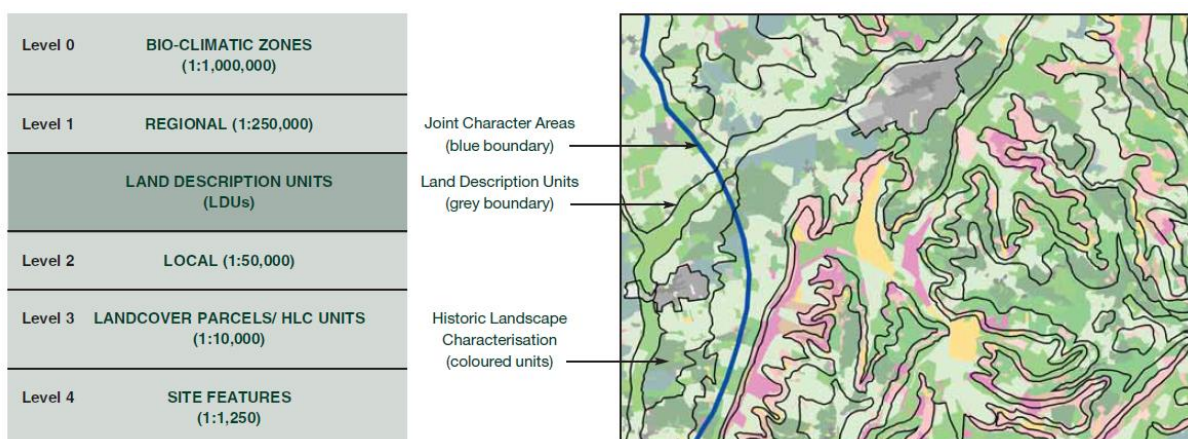 Level 0
BIO-CLIMATIC ZONES
(1:1,000,000)
Level 1
REGIONAL (1:250,000)
LAND DESCRIPTION UNITS
(LDUs)
Level 2
LOCAL (1:50,000)
Level 3
LANDCOVER PARCELS/ HLC UNITS
(1:10,000)
Level 4
SITE FEATURES
(1:1,250)
Joint Character Areas
(blue boundary)
Land Description Units
(grey boundary)
Historic Landscape
Characterisation
(coloured units)